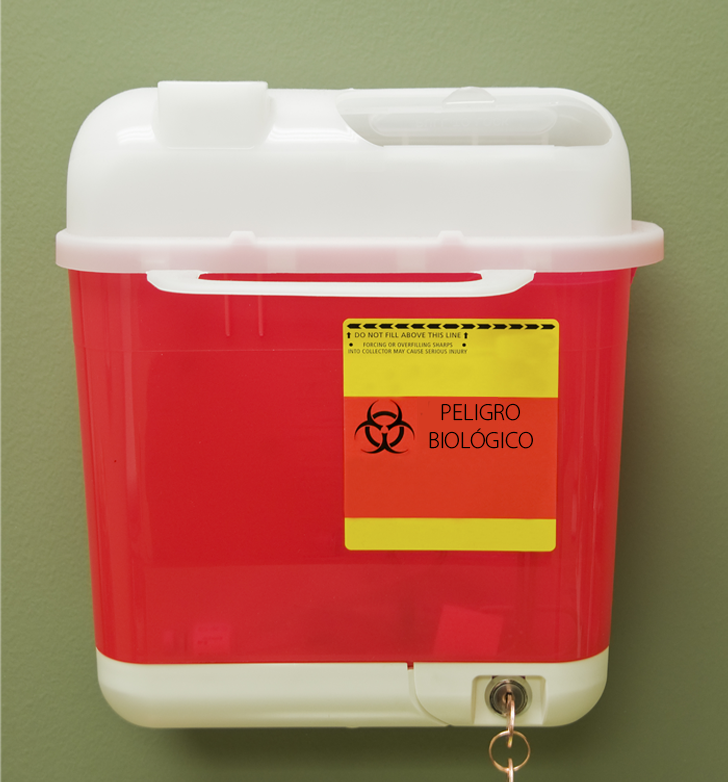 DO NOT FILL ABOVE THIS LINE
FORCING OR OVERFILLING SHARPS
INTO COLLECTOR MAY CAUSE SERIOUS INJURY
PELIGRO
BIOLÓGICO